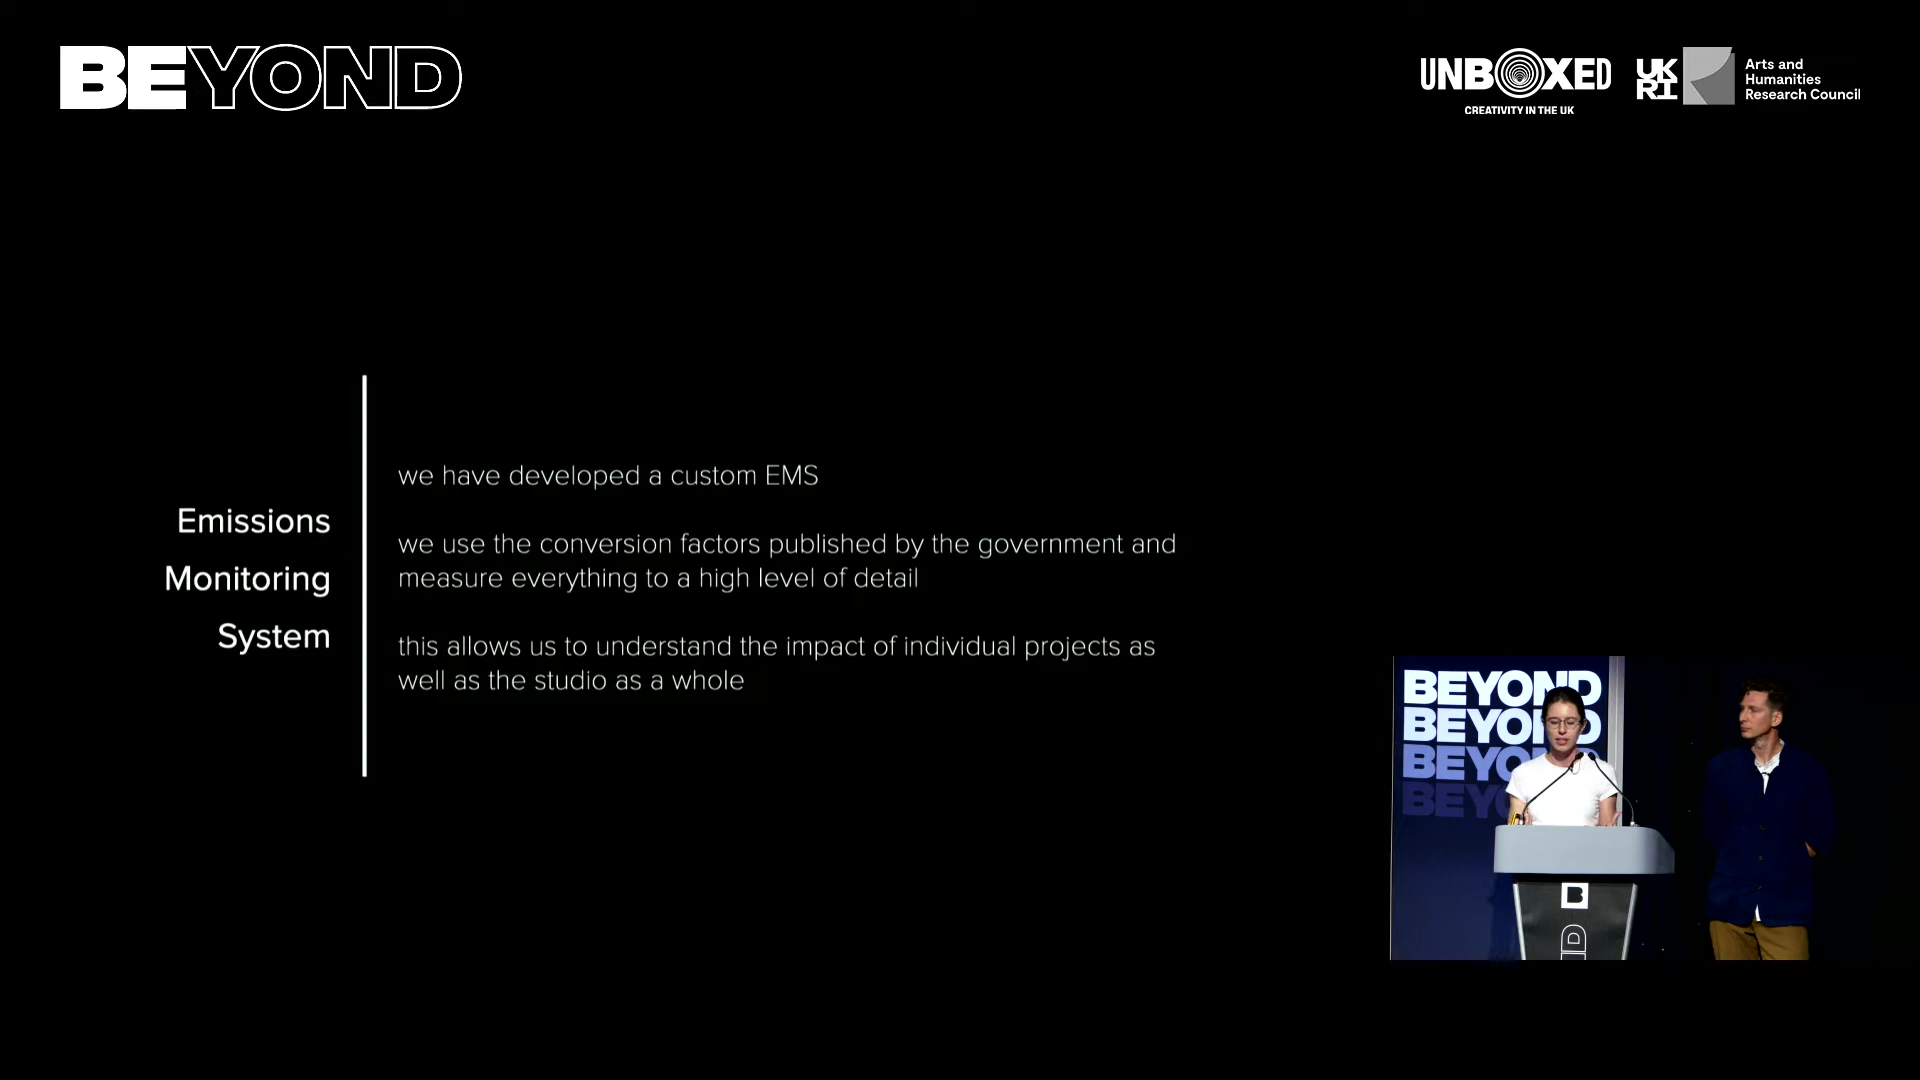 BEYOND
UNBOXED
CREATIVITY IN THE UK
UK
RI
Arts and
Humanities
Research Council
Emissions
Monitoring
System
we have developed a custom EMS
we use the conversion factors published by the government and
measure everything to a high level of detail
this allows us to understand the impact of individual projects as
well as the studio as a whole
BEYOND
BEYOND
BEYOND
BEYO
B
ND